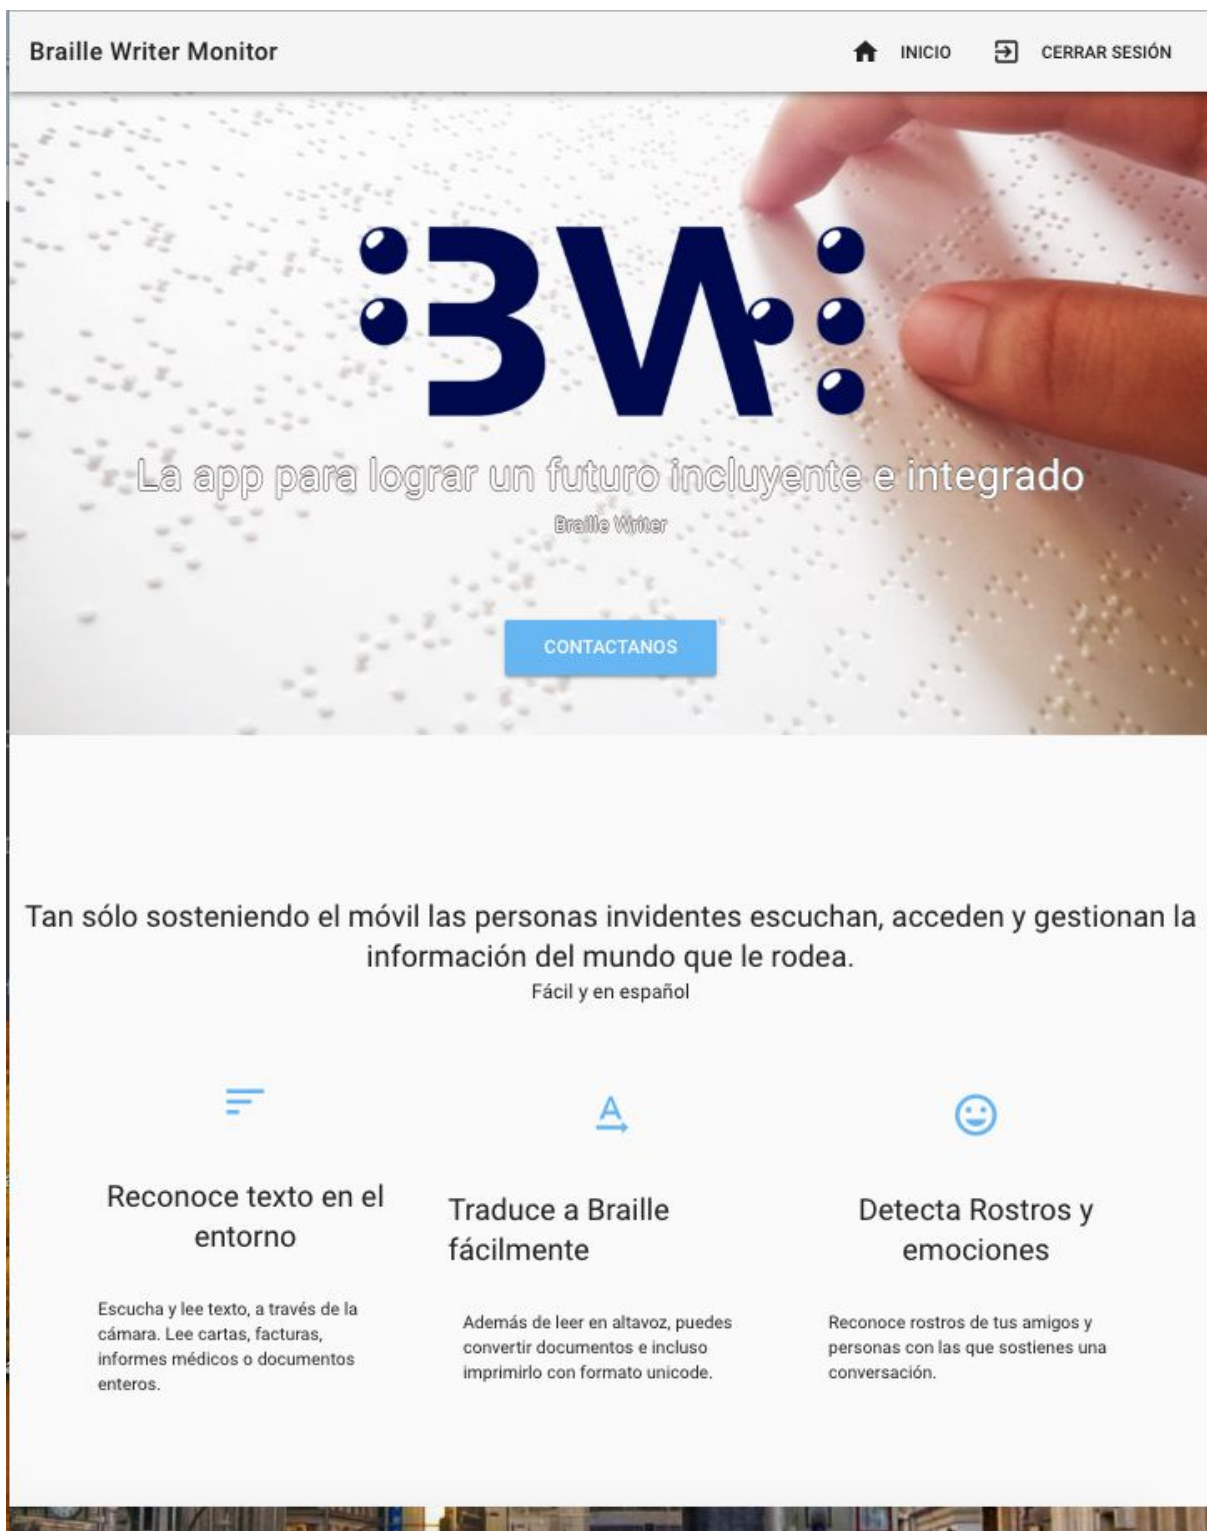 Braille Writer Monitor
INICIO
CERRAR SESIÓN
BW
La app para lograr un futuro incluyente e integrado
Braille Writer
CONTACTANOS
Tan sólo sosteniendo el móvil las personas invidentes escuchan, acceden y gestionan la
información del mundo que le rodea.
Fácil y en español
Reconoce texto en el
entorno
Escucha y lee texto, a través de la
cámara. Lee cartas, facturas,
informes médicos o documentos
enteros.
Traduce a Braille
fácilmente
Además de leer en altavoz, puedes
convertir documentos e incluso
imprimirlo con formato unicode.
Detecta Rostros y
emociones
Reconoce rostros de tus amigos y
personas con las que sostienes una
conversación.